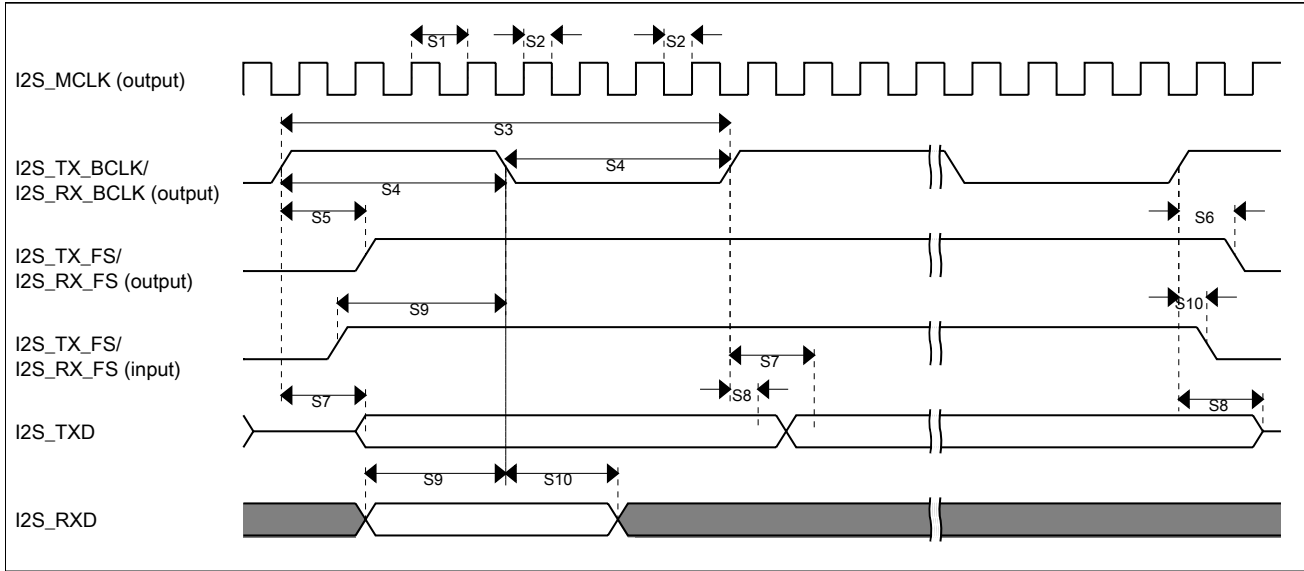 S1
S2
S2
I2S_MCLK (output)
S3
I2S_TX_BCLK/
I2S_RX_BCLK (output)
S4
S4
S5
S6
I2S_TX_FS/
I2S_RX_FS (output)
S9
S10
I2S_TX_FS/
I2S_RX_FS (input)
S7
S8
S7
S8
I2S_TXD
S9
S10
I2S_RXD